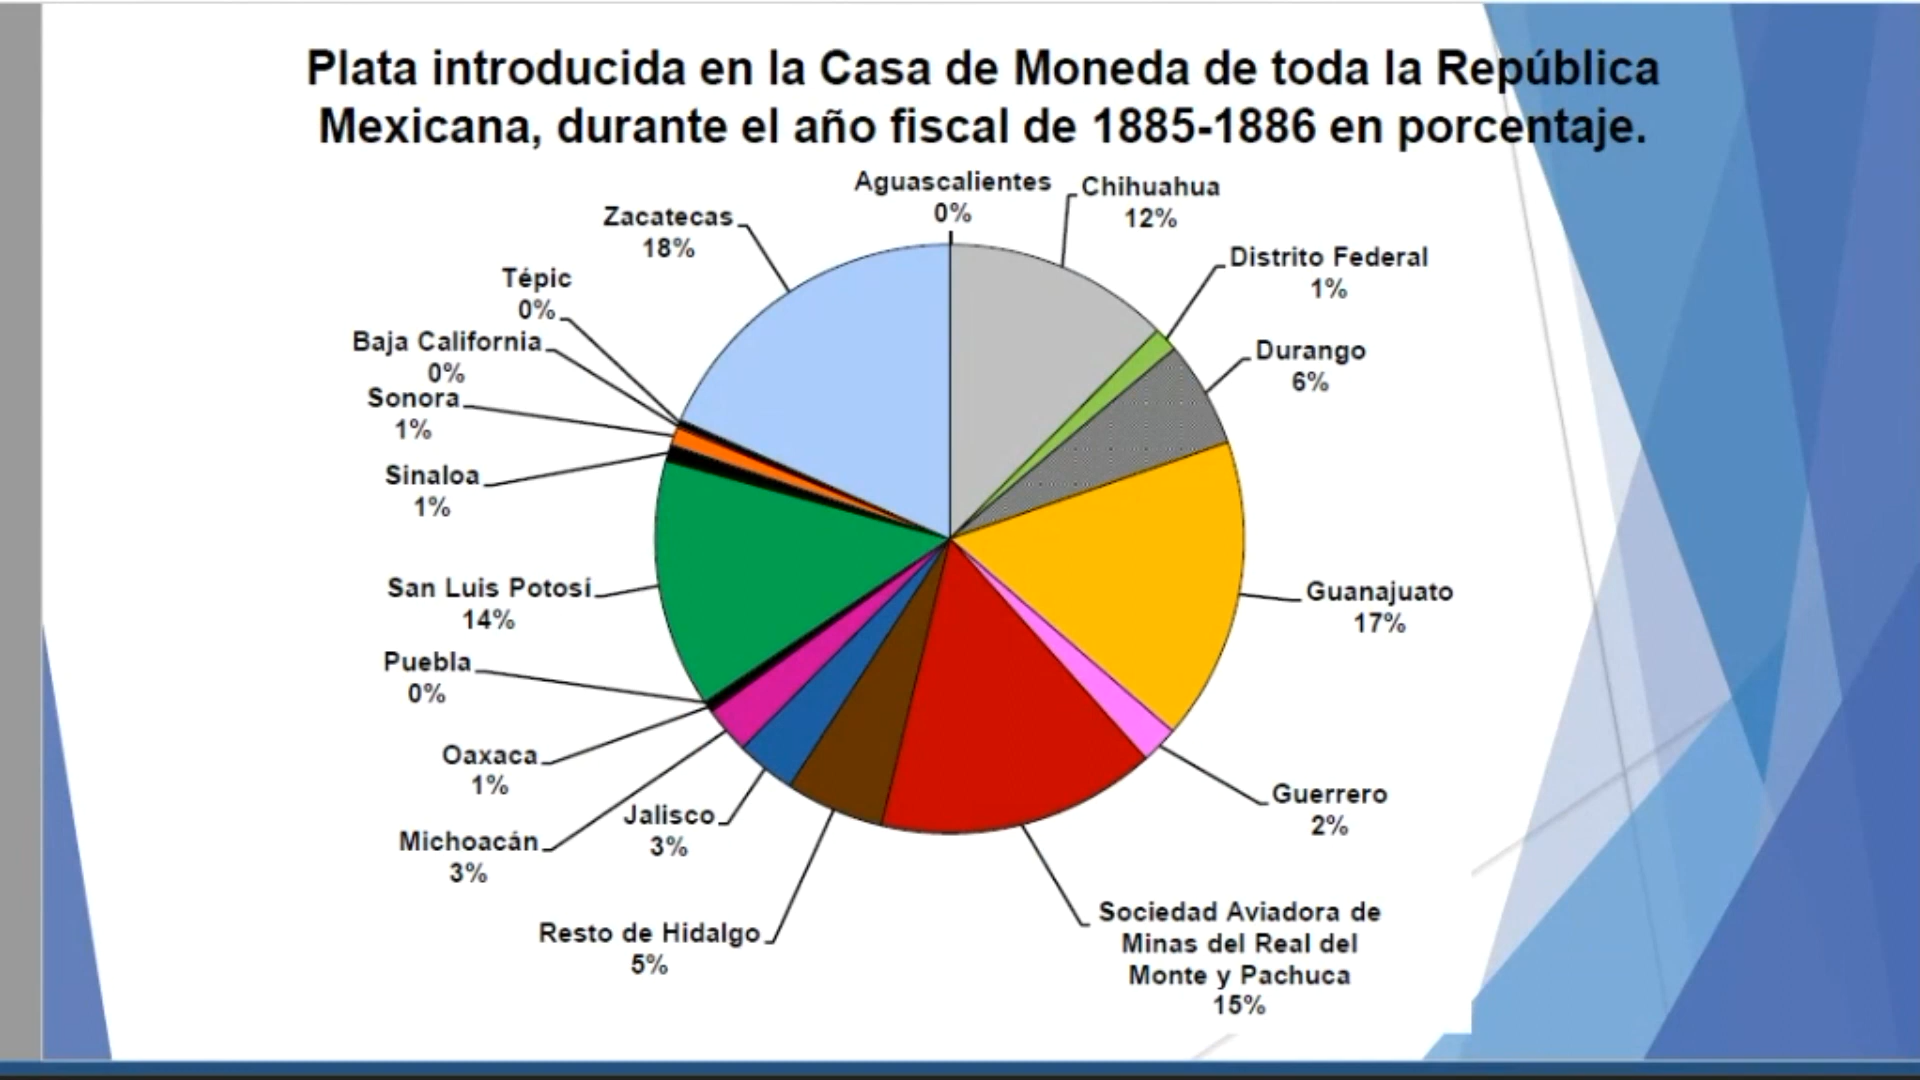 Plata introducida en la Casa de Moneda de toda la República
Mexicana, durante el año fiscal de 1885-1886 en porcentaje.
Aguascalientes
0%
Chihuahua
12%
Distrito Federal
1%
Durango
6%
Guanajuato
17%
Guerrero
2%
Sociedad Aviadora de
Minas del Real del
Monte y Pachuca
15%
Resto de Hidalgo
5%
Jalisco
3%
Michoacán
3%
Oaxaca
1%
Puebla
0%
San Luis Potosí
14%
Sinaloa
1%
Sonora
1%
Baja California
0%
Tépic
0%
Zacatecas
18%